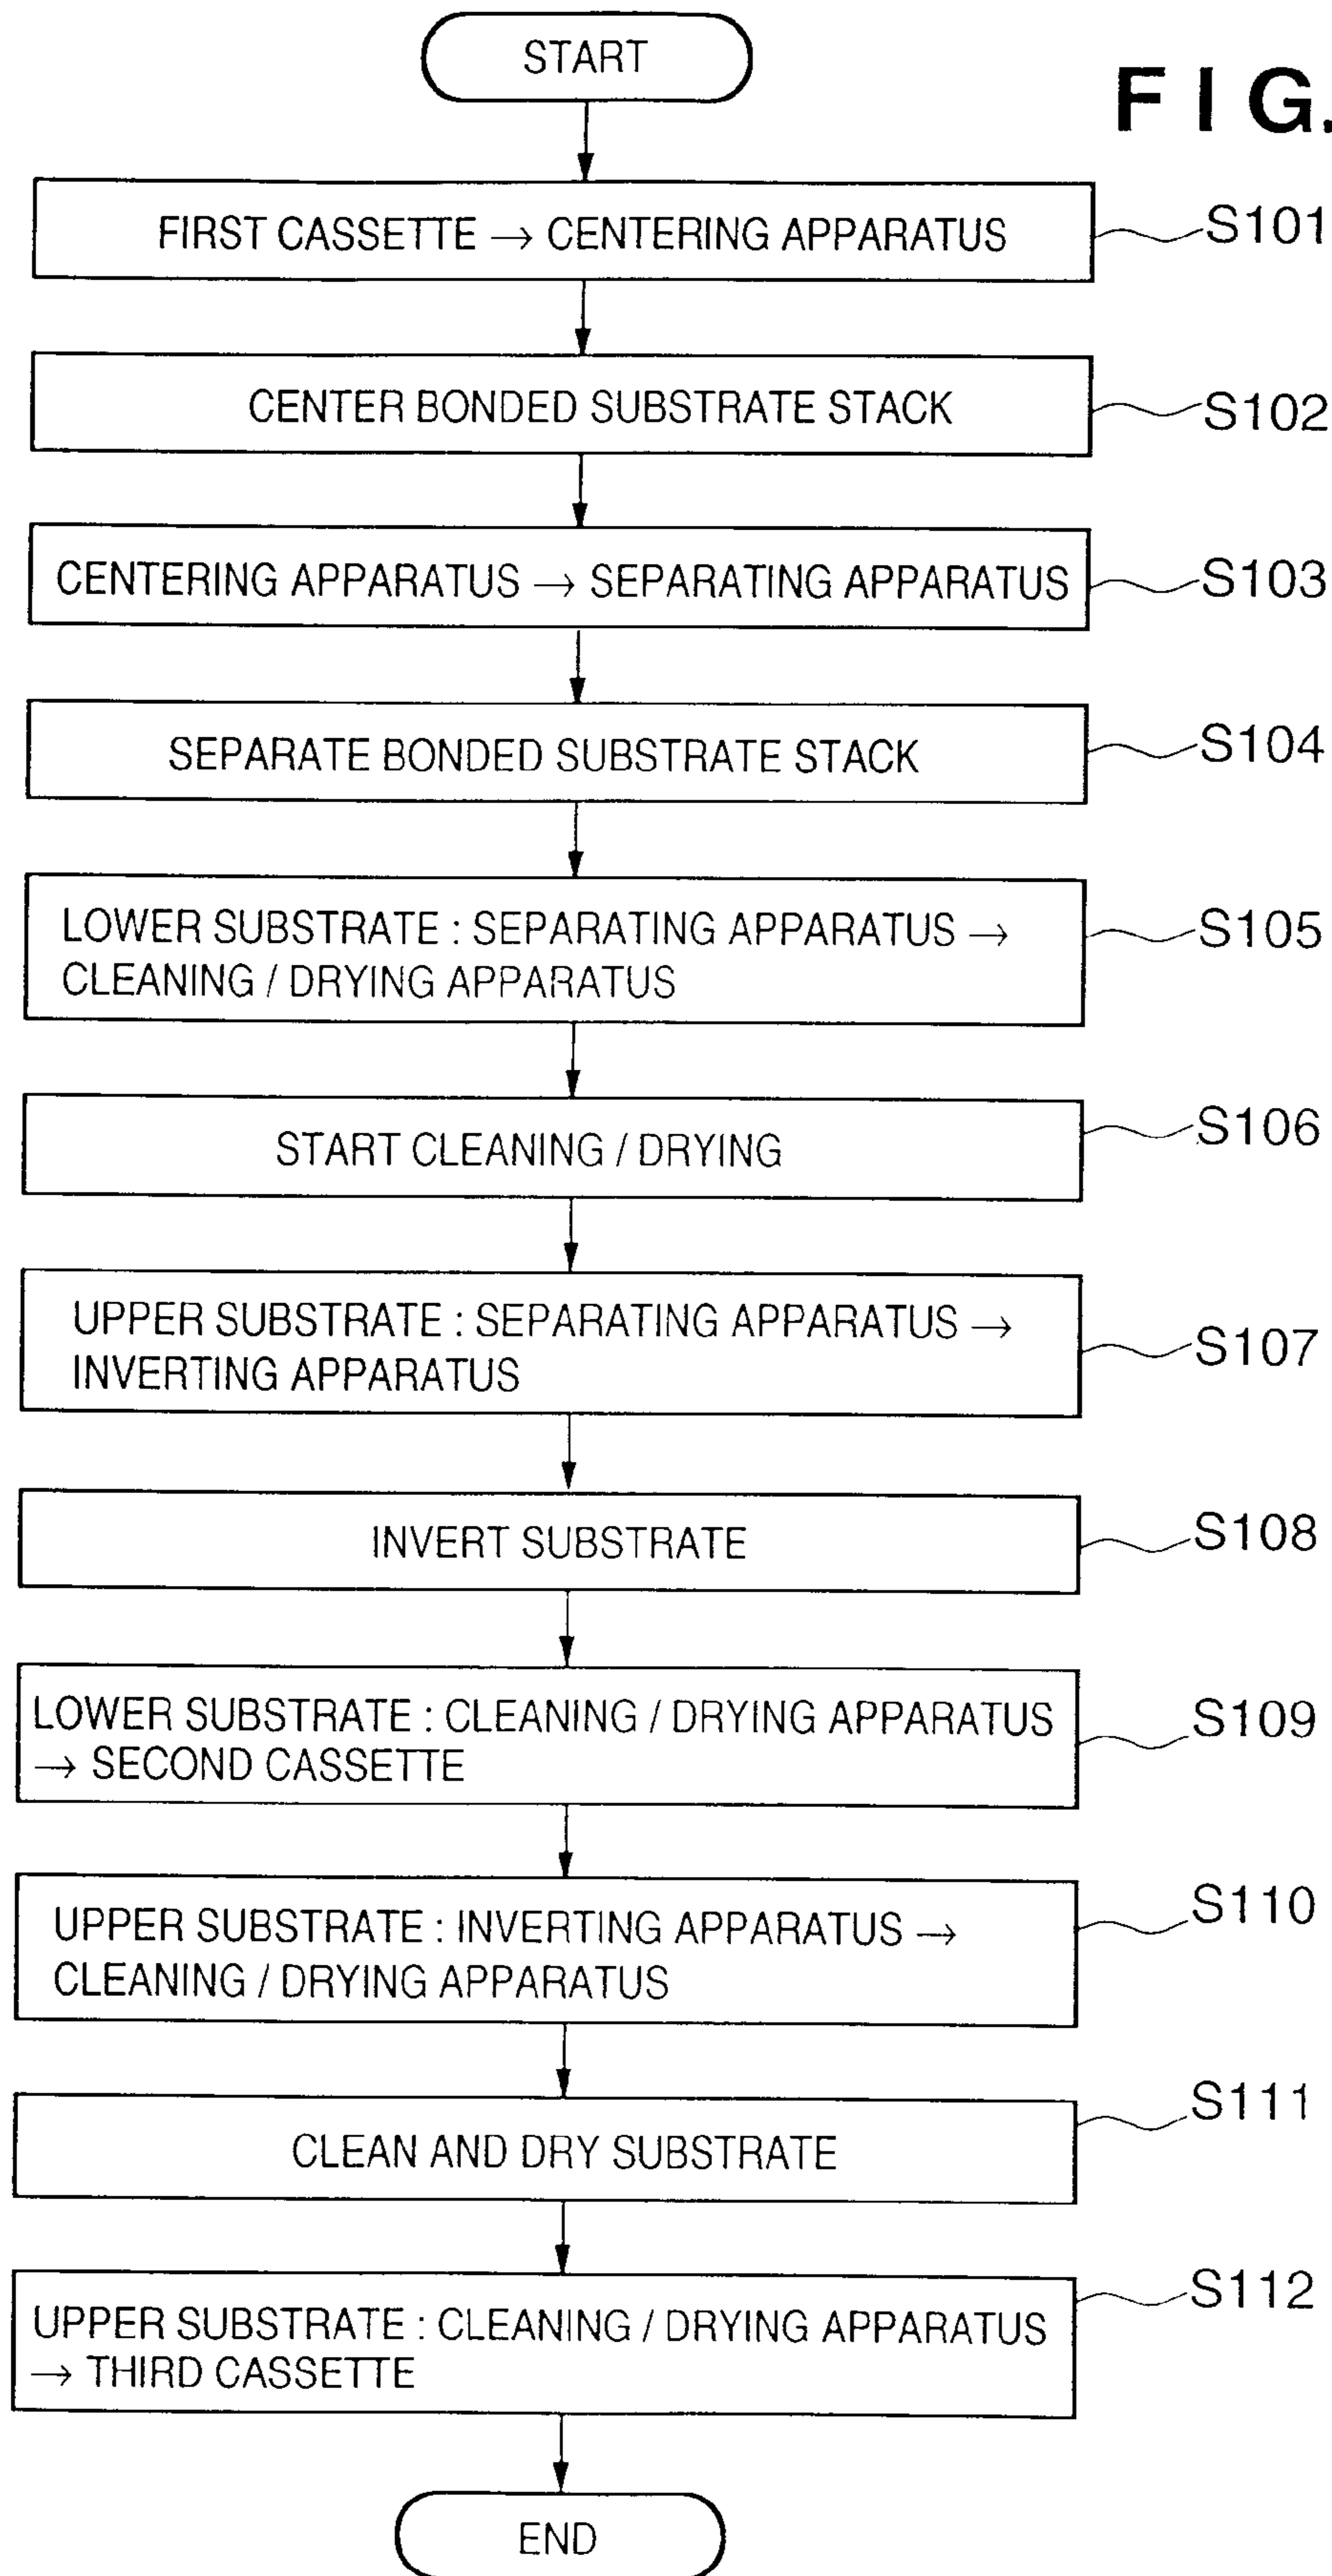 START
FIG.
FIRST CASSETTE → CENTERING APPARATUS
S101
CENTER BONDED SUBSTRATE STACK
S102
CENTERING APPARATUS → SEPARATING APPARATUS
S103
SEPARATE BONDED SUBSTRATE STACK
S104
LOWER SUBSTRATE : SEPARATING APPARATUS →
CLEANING / DRYING APPARATUS
S105
START CLEANING / DRYING
S106
UPPER SUBSTRATE : SEPARATING APPARATUS →
INVERTING APPARATUS
S107
INVERT SUBSTRATE
S108
LOWER SUBSTRATE : CLEANING / DRYING APPARATUS
→ SECOND CASSETTE
S109
UPPER SUBSTRATE : INVERTING APPARATUS →
CLEANING / DRYING APPARATUS
S110
CLEAN AND DRY SUBSTRATE
S111
UPPER SUBSTRATE : CLEANING / DRYING APPARATUS
→ THIRD CASSETTE
S112
END